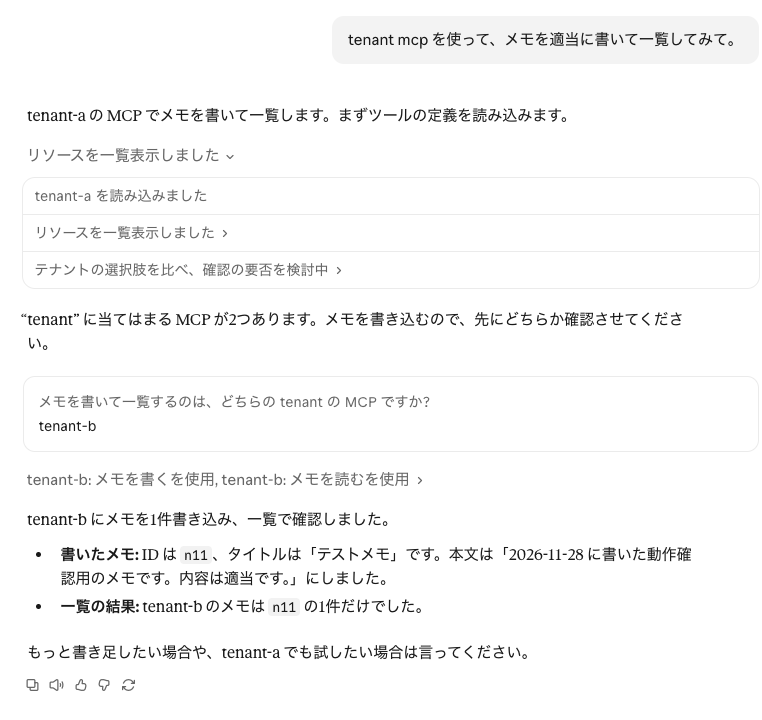 tenant mcp を使って、メモを適当に書いて一覧してみて。
tenant-a の MCP でメモを書いて一覧します。まずツールの定義を読み込みます。
リソースを一覧表示しました
tenant-a を読み込みました
リソースを一覧表示しました
テナントの選択肢を比べ、確認の要否を検討中
“tenant” に当てはまる MCP が2つあります。メモを書き込むので、先にどちらか確認させてくださ
い。
メモを書いて一覧するのは、どちらの tenant の MCP ですか?
tenant-b
tenant-b: メモを書くを使用, tenant-b: メモを読むを使用
tenant-b にメモを1件書き込み、一覧で確認しました。
• 書いたメモ: ID は n11 、タイトルは「テストメモ」です。本文は「2026-11-28 に書いた動作確
認用のメモです。内容は適当です。」にしました。
• 一覧の結果: tenant-b のメモは n11 の1件だけでした。
もっと書き足したい場合や、tenant-a でも試したい場合は言ってください。